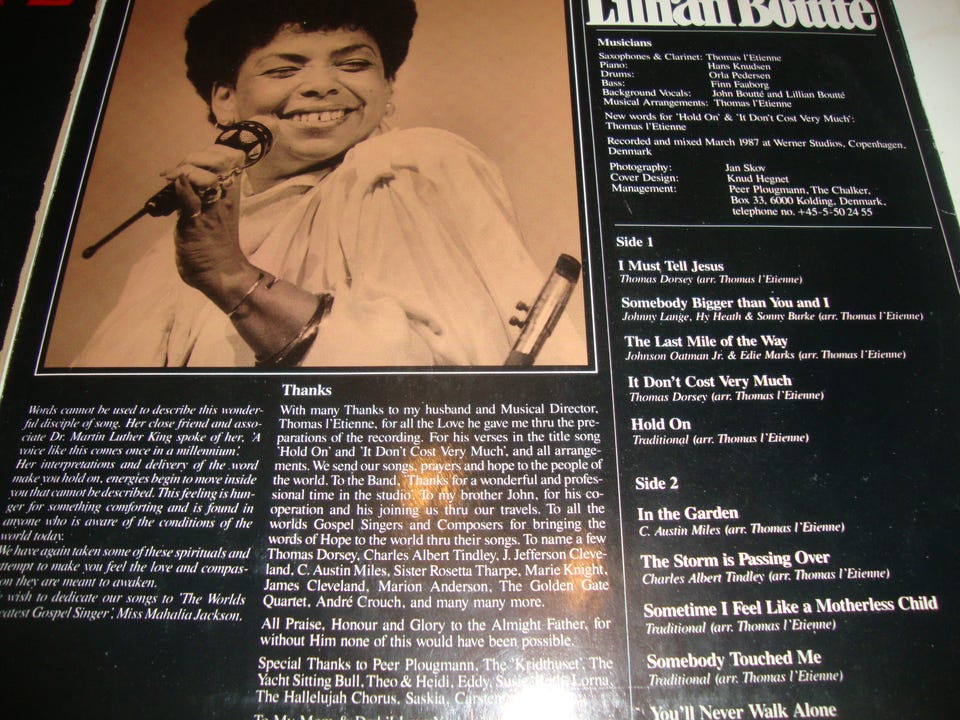 Lillian Boutté
Musicians
Saxophones & Clarinet: Thomas l'Etienne
Piano: Hans Knudsen
Drums: Orla Pedersen
Bass: Finn Faaborg
Background Vocals: John Boutté and Lillian Boutté
Musical Arrangements: Thomas l'Etienne
New words for 'Hold On' & 'It Don't Cost Very Much':
Thomas l'Etienne
Recorded and mixed March 1987 at Werner Studios, Copenhagen,
Denmark
Photography: Jan Skov
Cover Design: Knud Hegnet
Management: Peer Plougmann, The Chalker,
Box 33, 6000 Kolding, Denmark,
telephone no. +45-5-50 24 55
Side 1
I Must Tell Jesus
Thomas Dorsey (arr. Thomas l'Etienne)
Somebody Bigger than You and I
Johnny Lange, Hy Heath & Sonny Burke (arr. Thomas l'Etienne)
The Last Mile of the Way
Johnson Oatman Jr. & Edie Marks (arr. Thomas l'Etienne)
It Don't Cost Very Much
Thomas Dorsey (arr. Thomas l'Etienne)
Hold On
Traditional (arr. Thomas l'Etienne)
Side 2
In the Garden
C. Austin Miles (arr. Thomas l'Etienne)
The Storm is Passing Over
Charles Albert Tindley (arr. Thomas l'Etienne)
Sometime I Feel Like a Motherless Child
Traditional (arr. Thomas l'Etienne)
Somebody Touched Me
Traditional (arr. Thomas l'Etienne)
You'll Never Walk Alone
Words cannot be used to describe this wonder-
ful disciple of song. Her close friend and asso-
ciate Dr. Martin Luther King spoke of her, 'A
voice like this comes once in a millennium'.
Her interpretations and delivery of the word
make you hold on, energies begin to move inside
you that cannot be described. This feeling is hun-
ger for something comforting and is found in
anyone who is aware of the conditions of the
world today.
We have again taken some of these spirituals and
attempt to make you feel the love and compas-
on they are meant to awaken.
wish to dedicate our songs to 'The Worlds
eatest Gospel Singer', Miss Mahalia Jackson.
Thanks
With many Thanks to my husband and Musical Director,
Thomas l'Etienne, for all the Love he gave me thru the pre-
parations of the recording. For his verses in the title song
'Hold On' and 'It Don't Cost Very Much', and all arrange-
ments. We send our songs, prayers and hope to the people of
the world. To the Band, 'Thanks for a wonderful and profes-
sional time in the studio'. To my brother John, for his co-
operation and his joining us thru our travels. To all the
worlds Gospel Singers and Composers for bringing the
words of Hope to the world thru their songs. To name a few
Thomas Dorsey, Charles Albert Tindley, J. Jefferson Cleve-
land, C. Austin Miles, Sister Rosetta Tharpe, Marie Knight,
James Cleveland, Marion Anderson, The Golden Gate
Quartet, André Crouch, and many many more.
All Praise, Honour and Glory to the Almight Father, for
without Him none of this would have been possible.
Special Thanks to Peer Plougmann, The 'Kridthuset', The
Yacht Sitting Bull, Theo & Heidi, Eddy, Lorna,
The Hallelujah Chorus, Saskia, Carsten